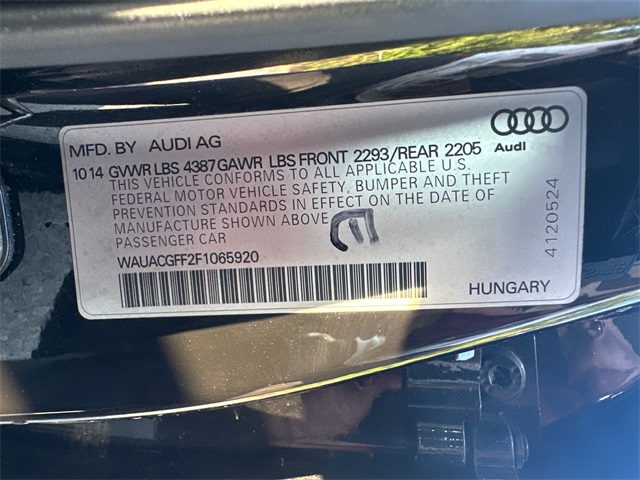 MFD. BY AUDI AG
Audi
10 14 GVWR LBS 4387 GAWR LBS FRONT 2293/REAR 2205
THIS VEHICLE CONFORMS TO ALL APPLICABLE U.S.
FEDERAL MOTOR VEHICLE SAFETY, BUMPER AND THEFT
PREVENTION STANDARDS IN EFFECT ON THE DATE OF
MANUFACTURE SHOWN ABOVE
PASSENGER CAR
WAUACGFF2F1065920
HUNGARY
4120524